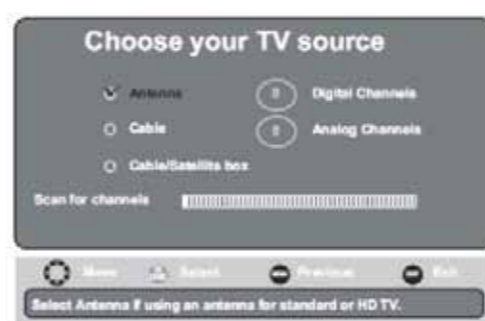 Choose your TV source
Antenna
Digital Channels
Cable
Analog Channels
Cable/Satellite box
Scan for channels
Move Select Previous Exit
Select Antenna if using an antenna for standard or HD TV.